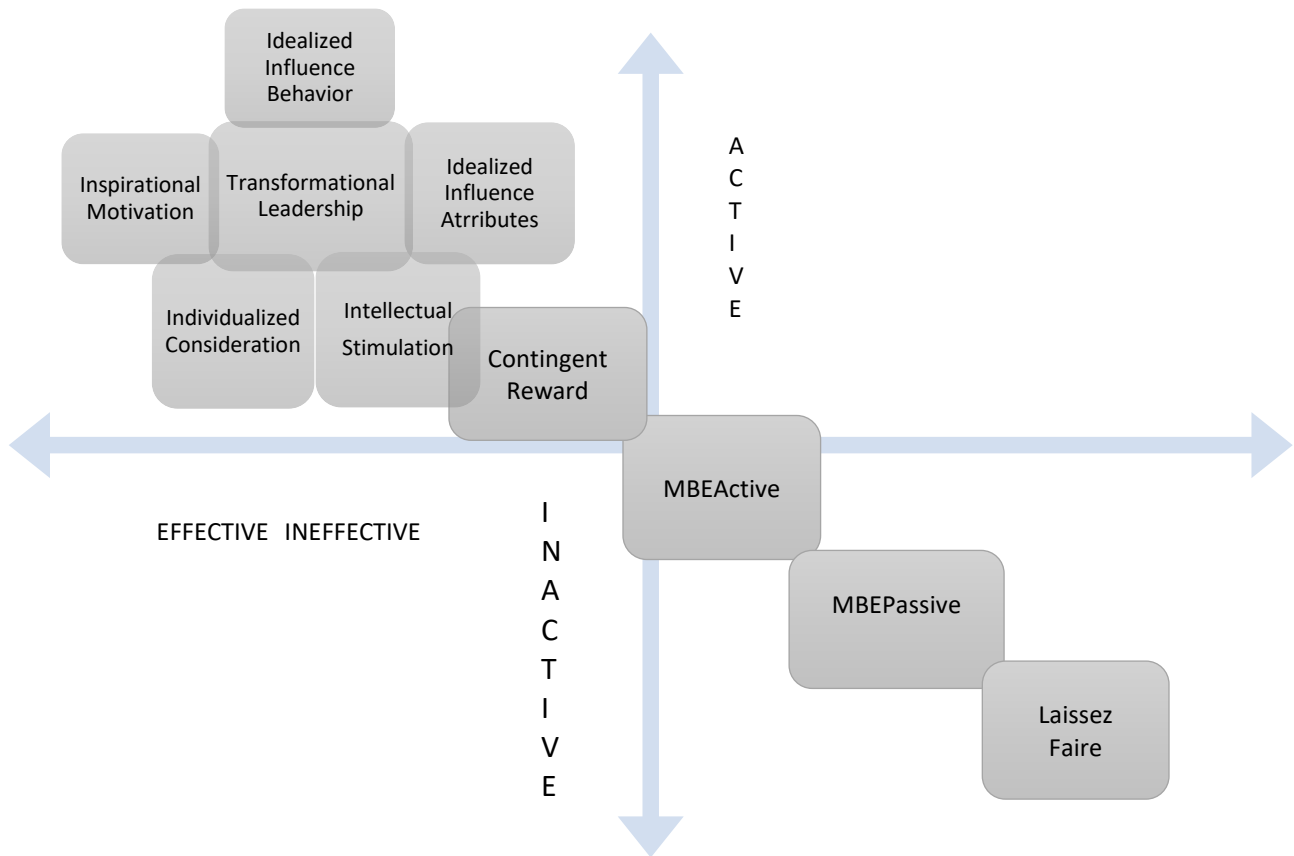 Idealized
Influence
Behavior
Inspirational
Motivation
Transformational
Leadership
Idealized
Influence
Atrributes
Individualized
Consideration
Intellectual
Stimulation
Contingent
Reward
A
C
T
I
V
E
MBEActive
EFFECTIVE INEFFECTIVE
I
N
A
C
T
I
V
E
MBEPassive
Laissez
Faire